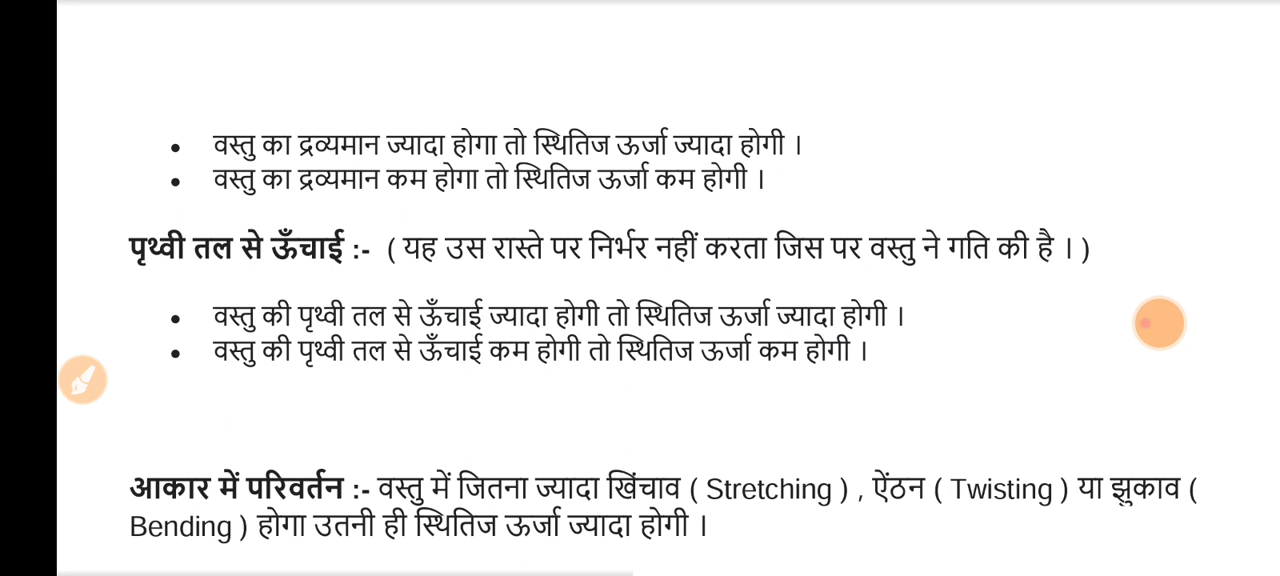 • वस्तु का द्रव्यमान ज्यादा होगा तो स्थितिज ऊर्जा ज्यादा होगी ।
• वस्तु का द्रव्यमान कम होगा तो स्थितिज ऊर्जा कम होगी ।
पृथ्वी तल से ऊँचाई :- ( यह उस रास्ते पर निर्भर नहीं करता जिस पर वस्तु ने गति की है । )
• वस्तु की पृथ्वी तल से ऊँचाई ज्यादा होगी तो स्थितिज ऊर्जा ज्यादा होगी ।
• वस्तु की पृथ्वी तल से ऊँचाई कम होगी तो स्थितिज ऊर्जा कम होगी ।
आकार में परिवर्तन :- वस्तु में जितना ज्यादा खिंचाव ( Stretching ) , ऐंठन ( Twisting ) या झुकाव (
Bending ) होगा उतनी ही स्थितिज ऊर्जा ज्यादा होगी ।